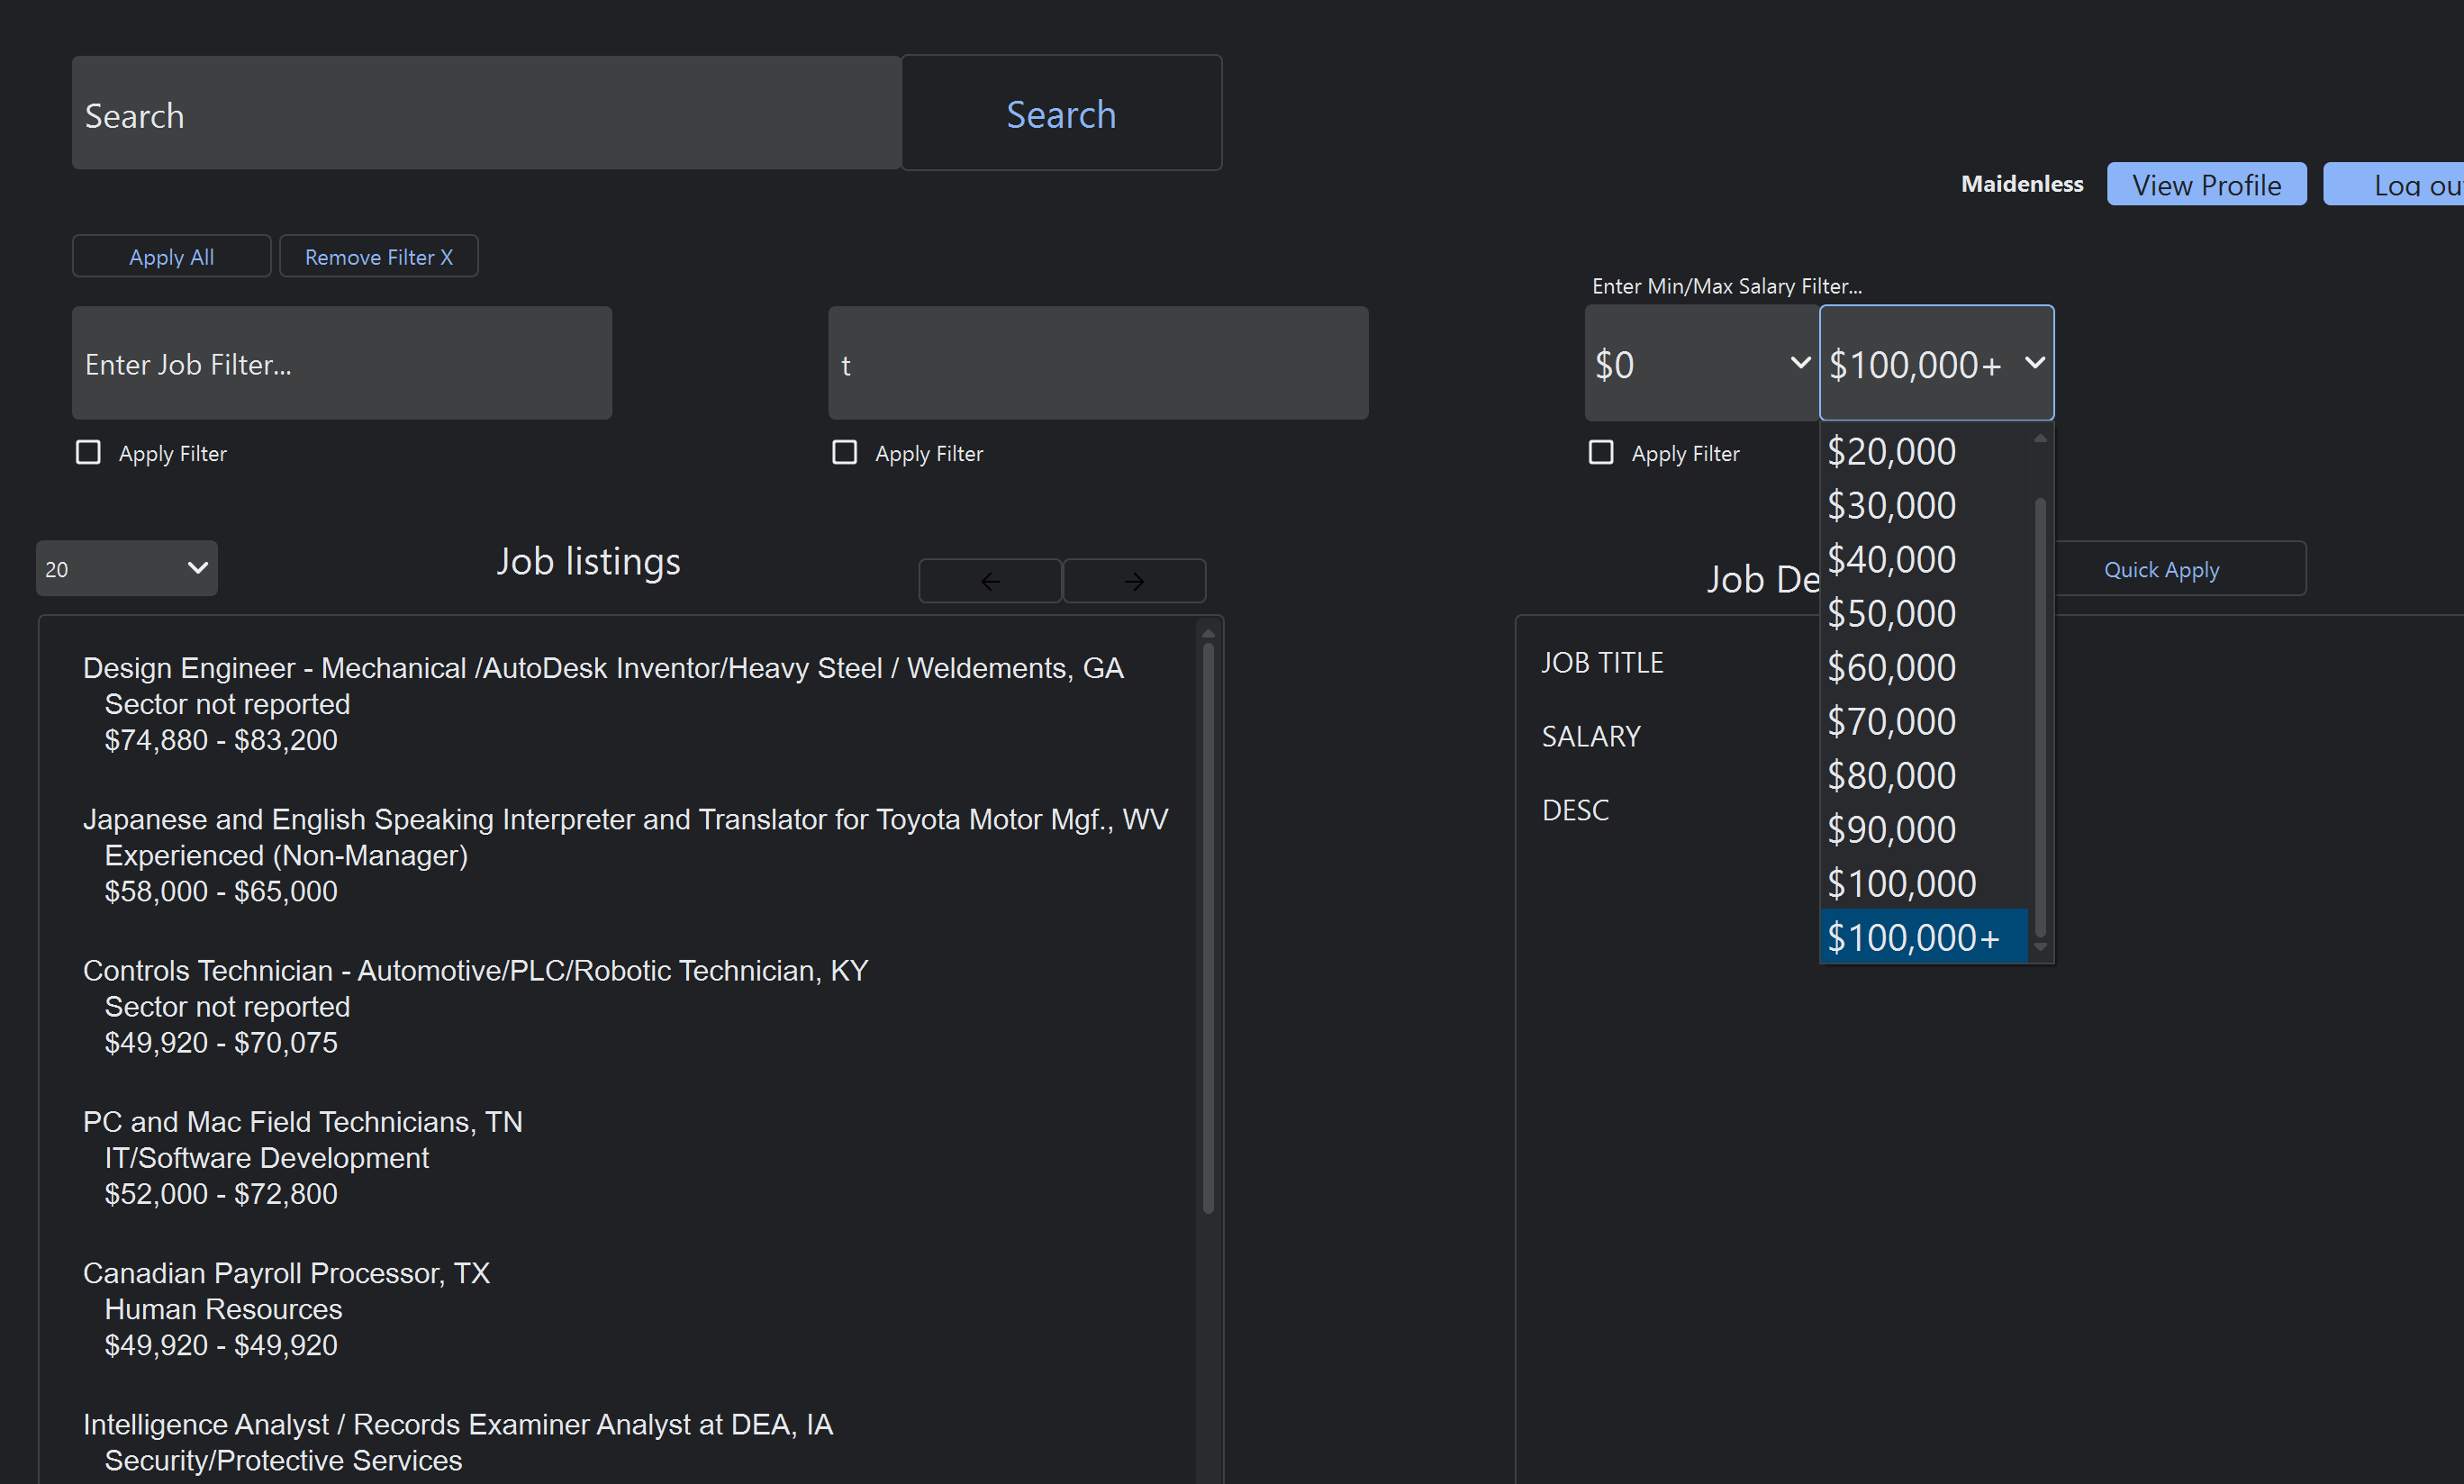 Search
Search
Maidenless
View Profile
Log out
Apply All
Remove Filter X
Enter Min/Max Salary Filter...
Enter Job Filter...
t
$0
$100,000+
Apply Filter
Apply Filter
Apply Filter
$20,000
$30,000
$40,000
$50,000
$60,000
$70,000
$80,000
$90,000
$100,000
$100,000+
20
Job listings
←
→
Job De
Quick Apply
Design Engineer - Mechanical /AutoDesk Inventor/Heavy Steel / Weldements, GA
Sector not reported
$74,880 - $83,200
Japanese and English Speaking Interpreter and Translator for Toyota Motor Mgf., WV
Experienced (Non-Manager)
$58,000 - $65,000
Controls Technician - Automotive/PLC/Robotic Technician, KY
Sector not reported
$49,920 - $70,075
PC and Mac Field Technicians, TN
IT/Software Development
$52,000 - $72,800
Canadian Payroll Processor, TX
Human Resources
$49,920 - $49,920
Intelligence Analyst / Records Examiner Analyst at DEA, IA
Security/Protective Services
JOB TITLE
SALARY
DESC